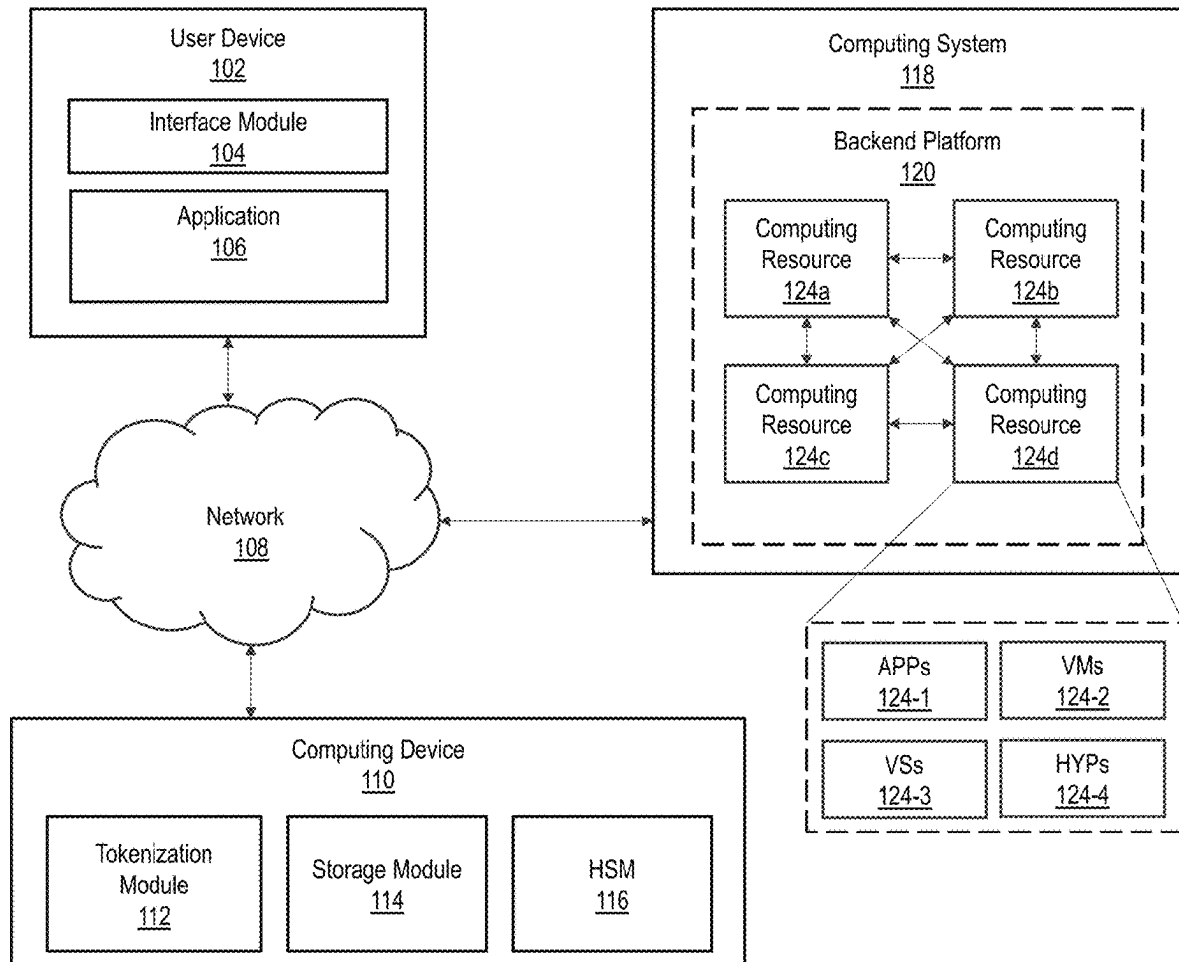 User Device
102
Interface Module
104
Application
106
Network
108
Computing Device
110
Tokenization
Module
112
Storage Module
114
HSM
116
Computing System
118
Backend Platform
120
Computing
Resource
124a
Computing
Resource
124b
Computing
Resource
124c
Computing
Resource
124d
APPs
124-1
VMs
124-2
VSs
124-3
HYPs
124-4